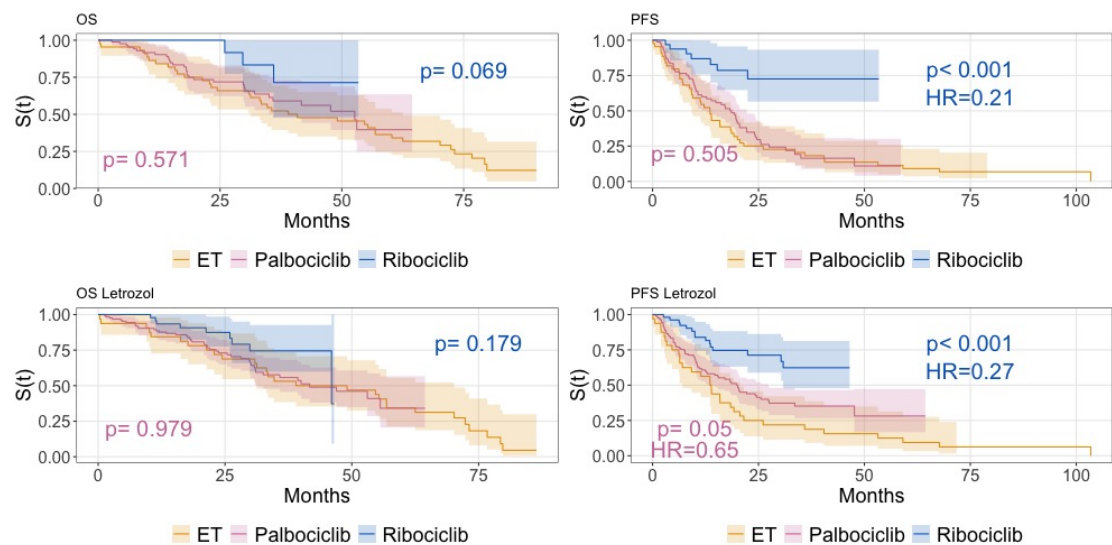 OS
1.00
0.75
0.50
0.25
0.00
S(t)
p= 0.069
p= 0.571
0
25
50
75
Months
ET Palbociclib Ribociclib
PFS
1.00
0.75
0.50
0.25
0.00
S(t)
p< 0.001
HR=0.21
p= 0.505
0
25
50
75
100
Months
ET Palbociclib Ribociclib
OS Letrozol
1.00
0.75
0.50
0.25
0.00
S(t)
p= 0.179
p= 0.979
0
25
50
75
Months
ET Palbociclib Ribociclib
PFS Letrozol
1.00
0.75
0.50
0.25
0.00
S(t)
p< 0.001
HR=0.27
p= 0.05
HR=0.65
0
25
50
75
100
Months
ET Palbociclib Ribociclib